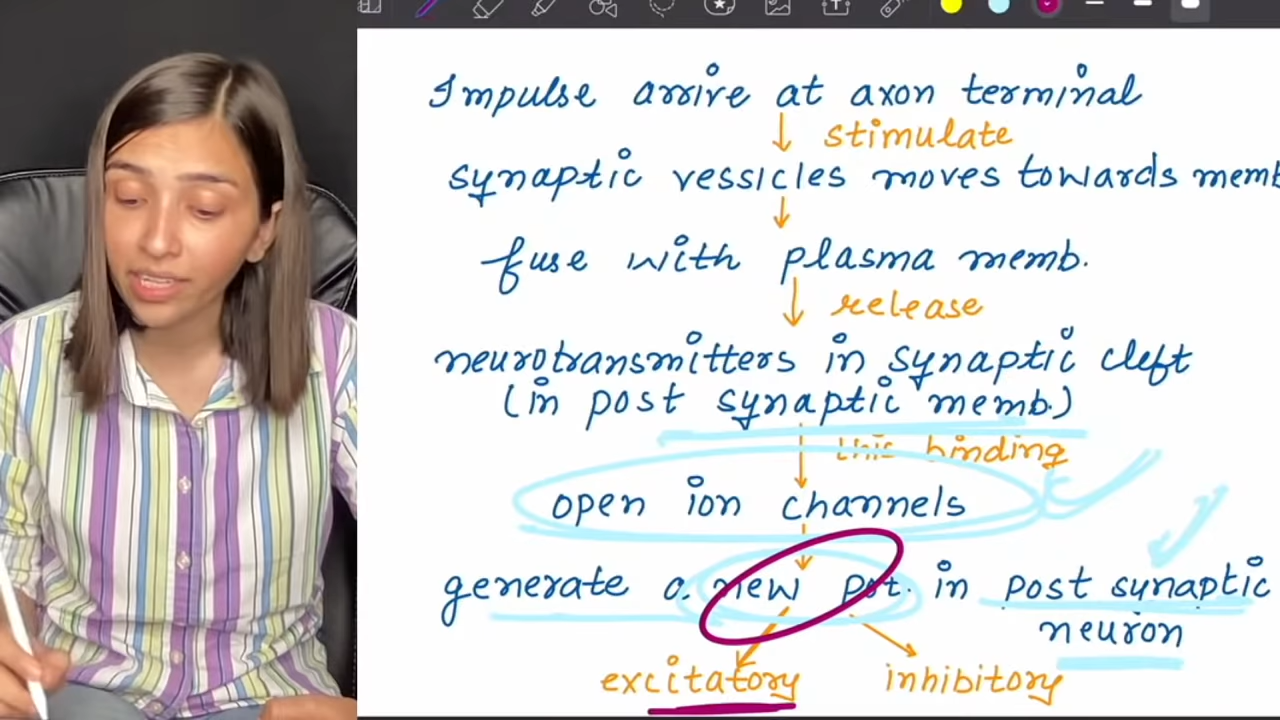 Impulse arrive at axon terminal
stimulate
synaptic vessicles moves towards memb
fuse with plasma memb.
release
neurotransmitters in synaptic cleft
(in post synaptic memb.)
this binding
open ion channels
generate a new pot. in post synaptic
neuron
excitatory inhibitory